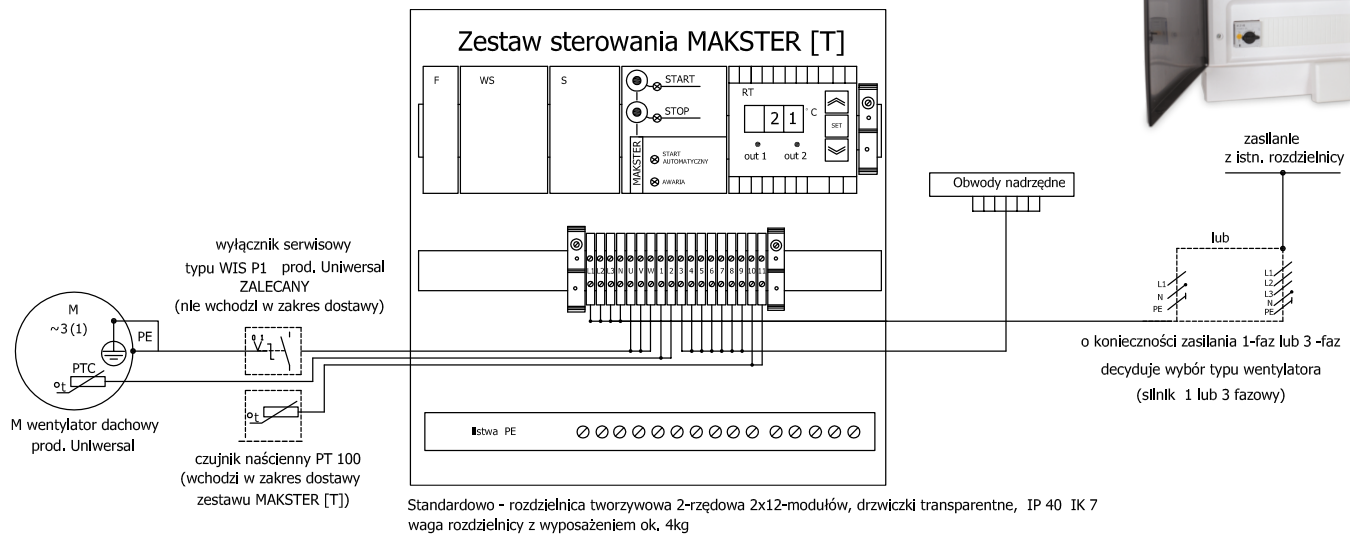 Zestaw sterowania MAKSTER [T]
F
WS
S
START
STOP
MAKSTER
START
AUTOMATYCZNY
AWARIA
RT
21 °C
SET
out 1
out 2
zasilanie
z istn. rozdzielnicy
Obwody nadrzędne
lub
L1
N
PE
L1
L2
L3
N
PE
o konieczności zasilania 1-faz lub 3 -faz
decyduje wybór typu wentylatora
(silnik 1 lub 3 fazowy)
wyłącznik serwisowy
typu WIS P1 prod. Uniwersal
ZALECANY
(nie wchodzi w zakres dostawy)
L1 L2 L3 N U V W 1 2 3 4 5 6 7 8 9 10 11
M
~3 (1)
PE
0 1
PTC
t
t
M wentylator dachowy
prod. Uniwersal
czujnik naścienny PT 100
(wchodzi w zakres dostawy
zestawu MAKSTER [T])
listwa PE
Standardowo - rozdzielnica tworzywowa 2-rzędowa 2x12-modułów, drzwiczki transparentne, IP 40 IK 7
waga rozdzielnicy z wyposażeniem ok. 4kg